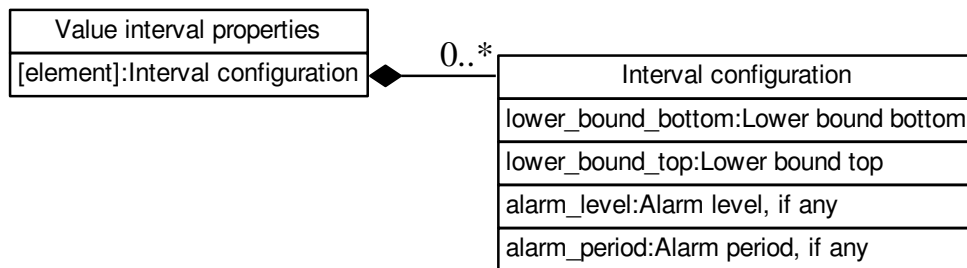 Value interval properties
[element]:Interval configuration
0..*
Interval configuration
lower_bound_bottom:Lower bound bottom
lower_bound_top:Lower bound top
alarm_level:Alarm level, if any
alarm_period:Alarm period, if any